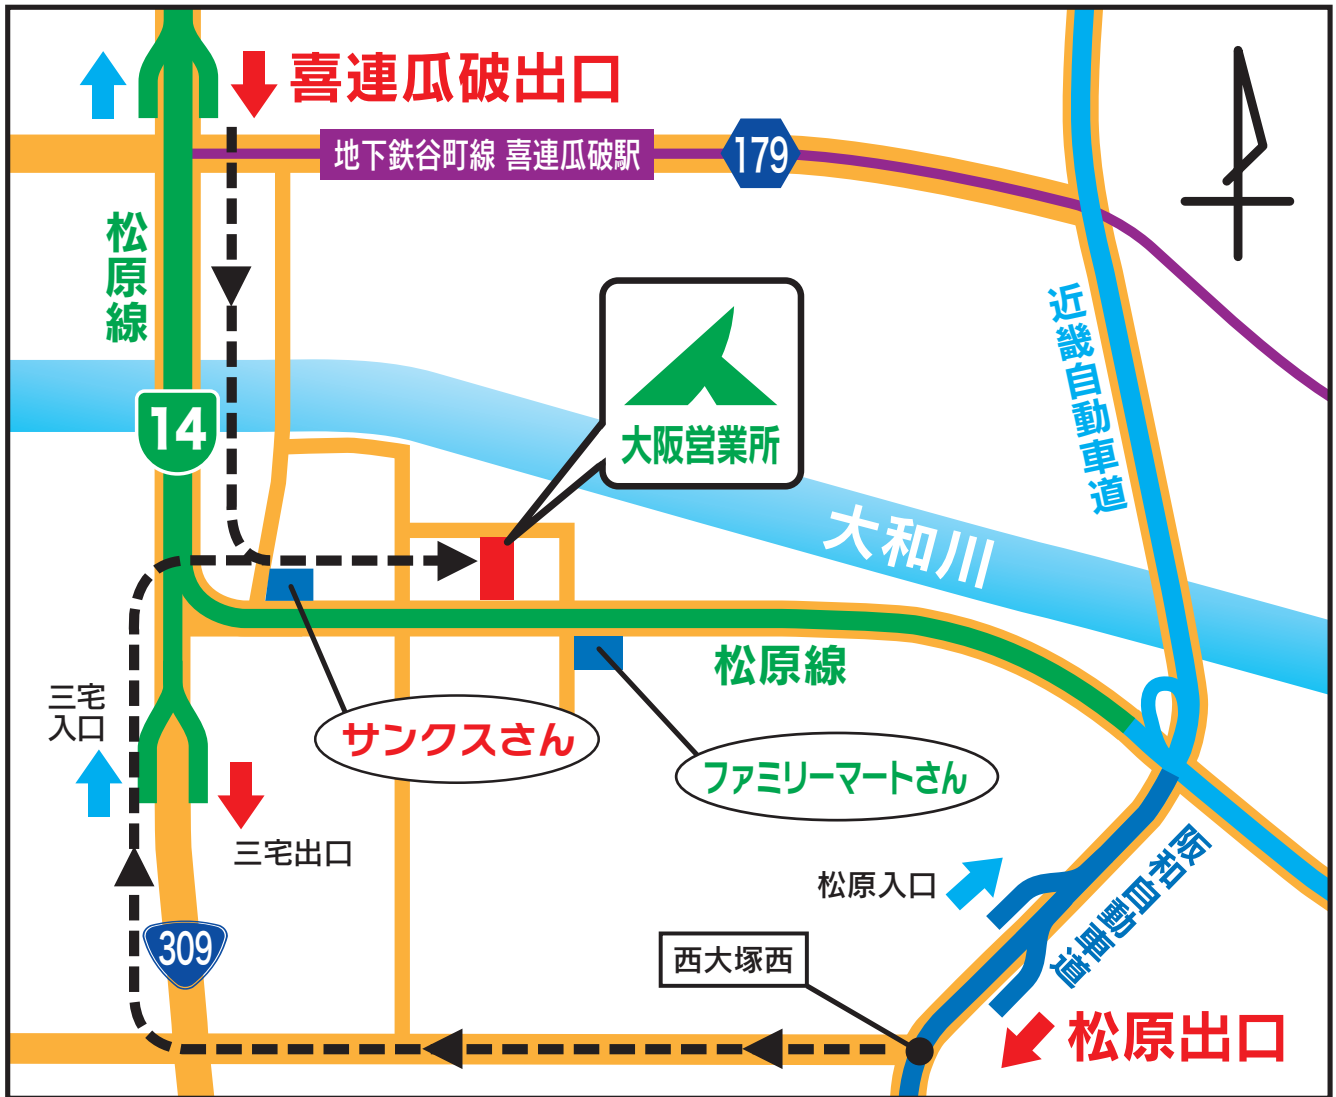 喜連瓜破出口
地下鉄谷町線 喜連瓜破駅
179
松原線
近畿自動車道
14
大阪営業所
大和川
松原線
三宅
入口
サンクスさん
ファミリーマートさん
三宅出口
松原入口
阪和自動車道
309
西大塚西
松原出口